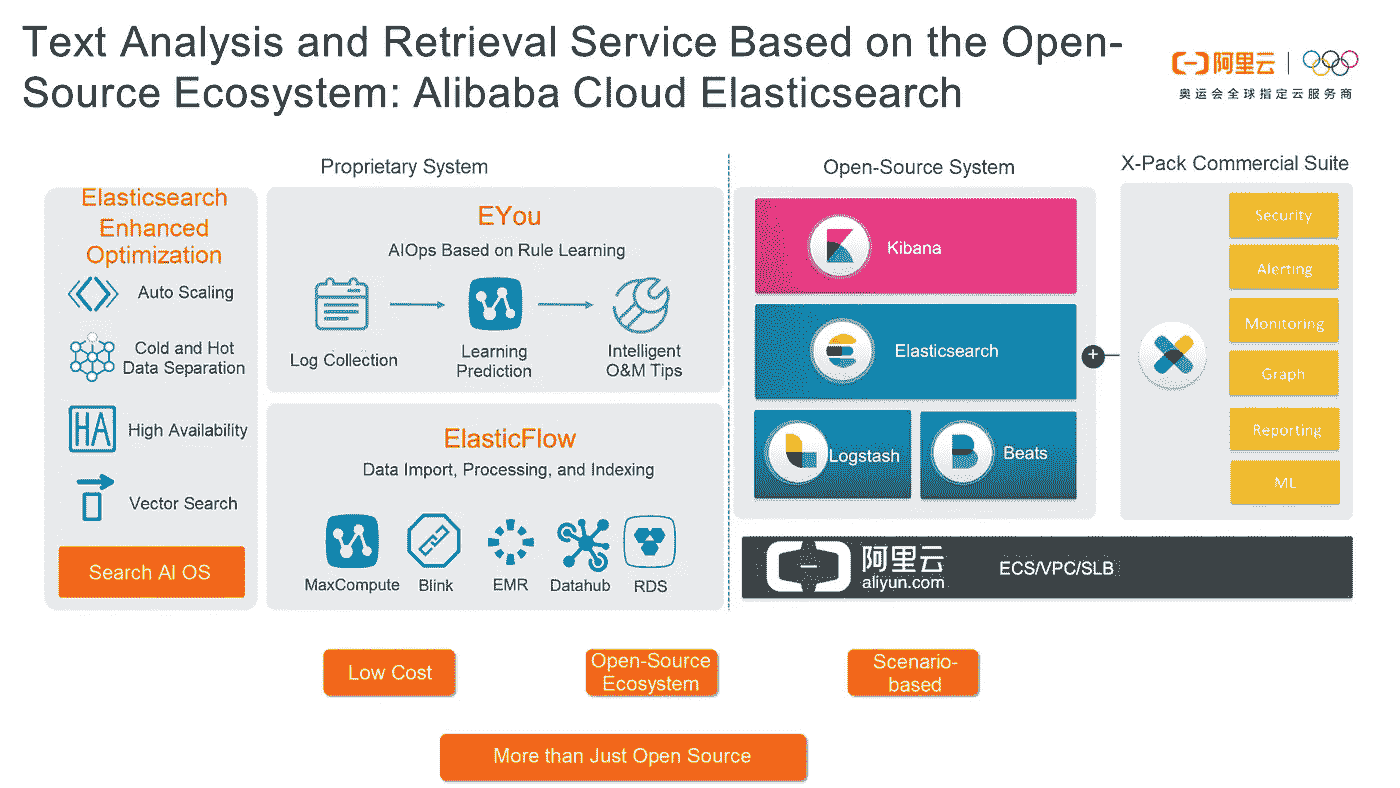 Text Analysis and Retrieval Service Based on the Open-
Source Ecosystem: Alibaba Cloud Elasticsearch
阿里云
奥运会全球指定云服务商
Proprietary System
Elasticsearch
Enhanced
Optimization
Auto Scaling
Cold and Hot
Data Separation
HA
High Availability
Vector Search
Search AI OS
EYou
AIOps Based on Rule Learning
Log Collection
Learning
Prediction
Intelligent
O&M Tips
ElasticFlow
Data Import, Processing, and Indexing
MaxCompute
Blink
EMR
Datahub
RDS
Open-Source System
Kibana
Elasticsearch
Logstash
Beats
X-Pack Commercial Suite
Security
Alerting
Monitoring
Graph
Reporting
ML
阿里云
aliyun.com
ECS/VPC/SLB
Low Cost
Open-Source
Ecosystem
Scenario-
based
More than Just Open Source